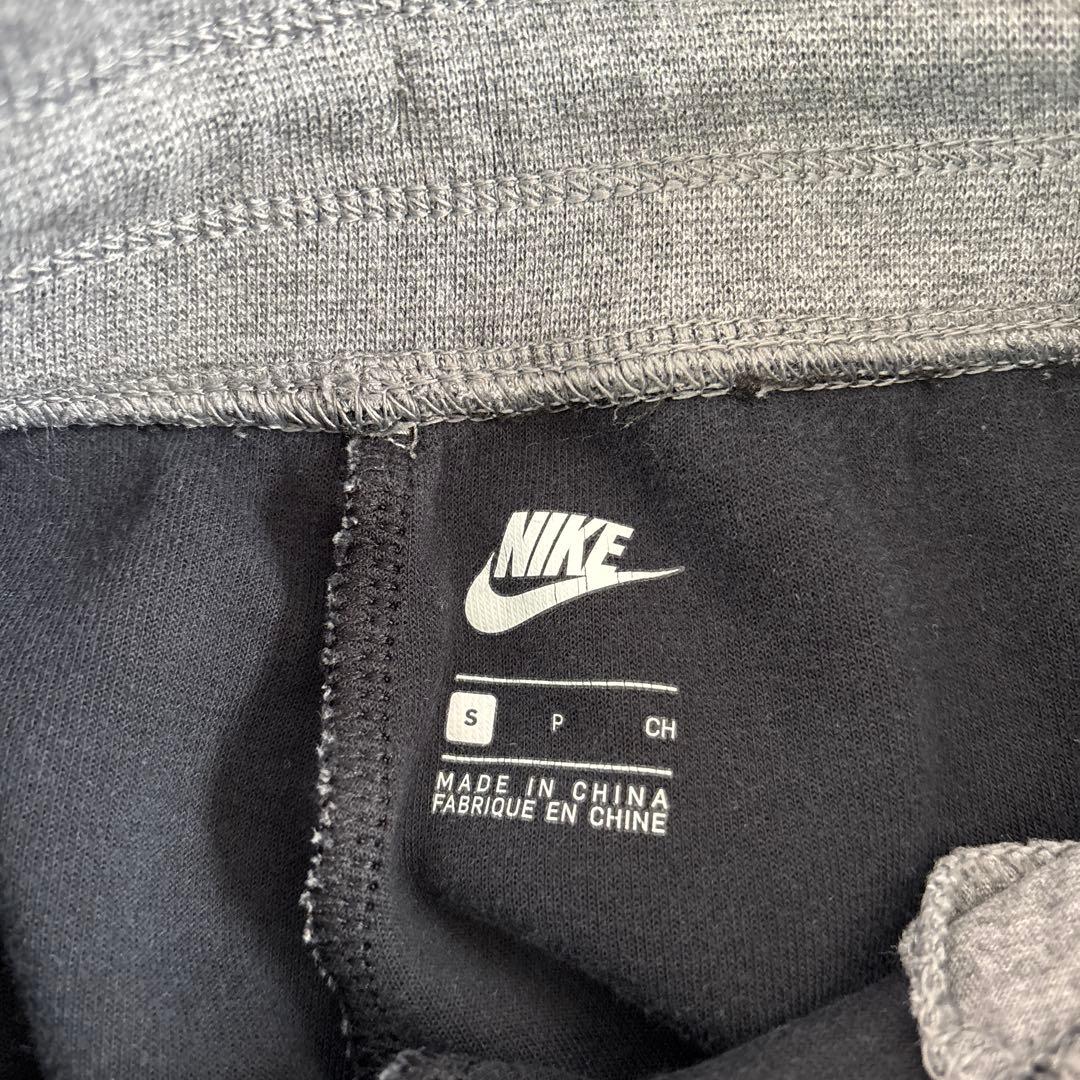 NIKE
S P CH
MADE IN CHINA
FABRIQUE EN CHINE